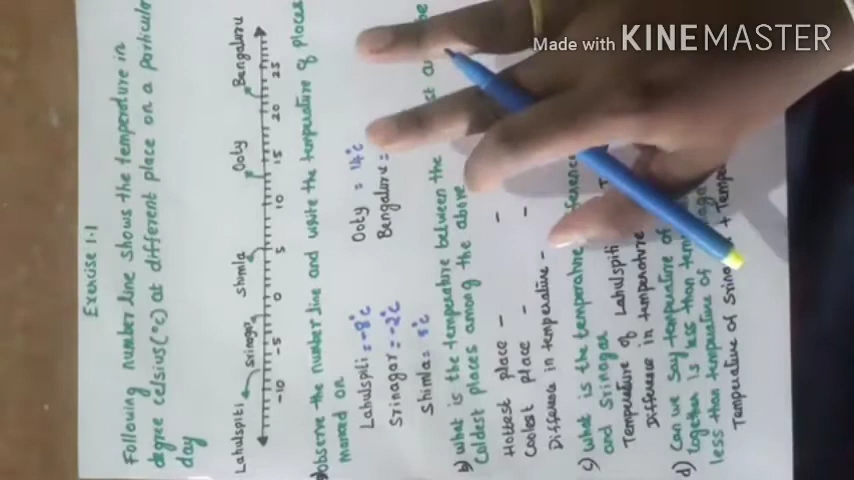 Made with KINEMASTER
Exercise 1.1
Following number line shows the temperature in
degree celsius (°c) at different place on a particular
day
Lahulspiti Srinagar Shimla Ooty Bengaluru
-10 -5 0 5 10 15 20 25
a) observe the number line and write the temperature of places
marked on
Lahulspiti = -8°c Ooty = 14°c
Srinagar = -2°c Bengaluru =
Shimla = 5°c
b) what is the temperature between the
coldest places among the above
Hottest place - -
Coolest place - -
Difference in temperature -
c) what is the temperature
and Srinagar
Temperature of Lahulspiti
Difference in temperature
d) can we say temperature of
together is less than
less than temperature of
Temperature of + Temper